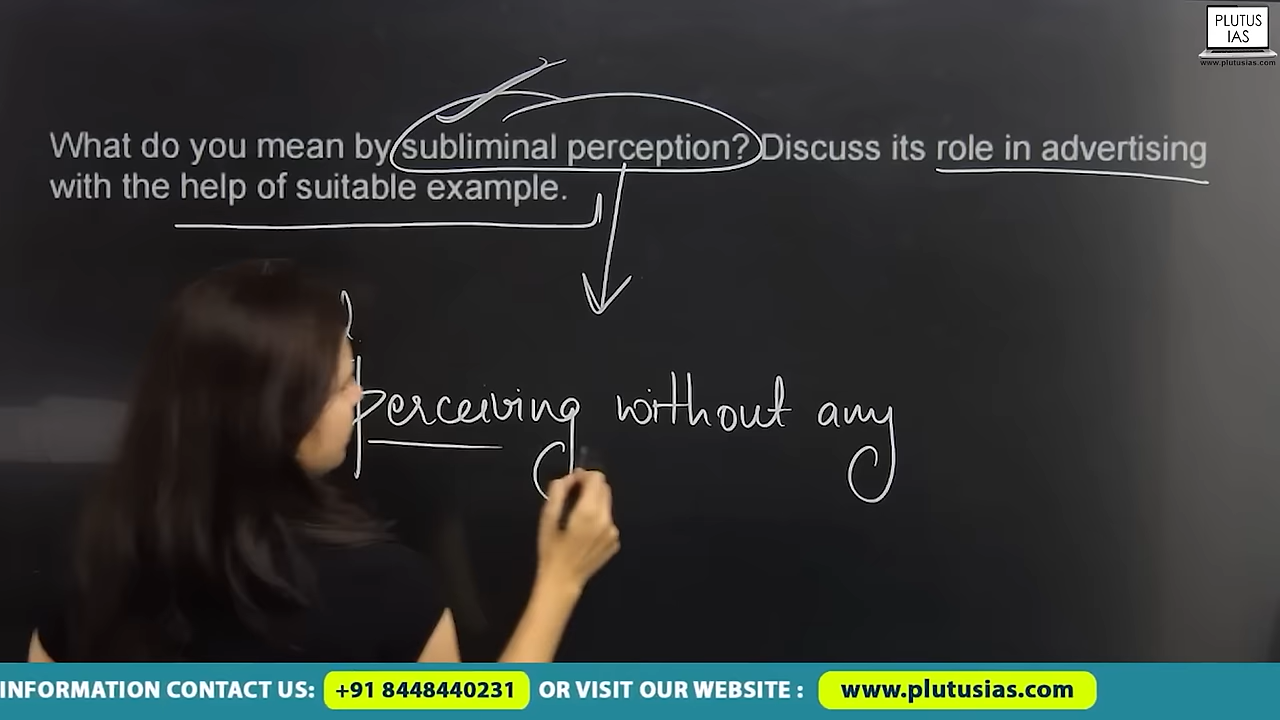 PLUTUS
IAS
www.plutusias.com
What do you mean by subliminal perception? Discuss its role in advertising
with the help of suitable example.
perceiving without any
INFORMATION CONTACT US: +91 8448440231 OR VISIT OUR WEBSITE : www.plutusias.com